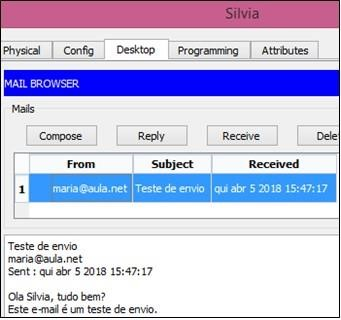 Silvia
Physical Config Desktop Programming Attributes
MAIL BROWSER
Mails
Compose Reply Receive Delet
From Subject Received
1 maria@aula.net Teste de envio qui abr 5 2018 15:47:17
Teste de envio
maria@aula.net
Sent : qui abr 5 2018 15:47:17
Ola Silvia, tudo bem?
Este e-mail é um teste de envio.